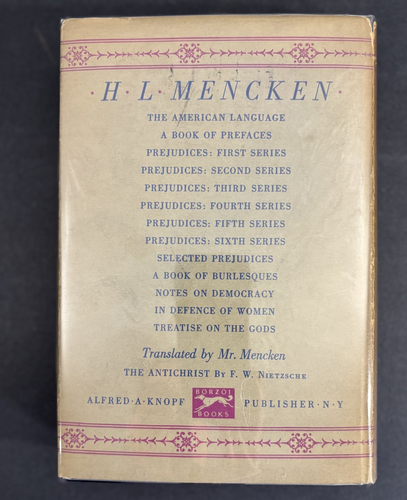 ·H·L·MENCKEN·
THE AMERICAN LANGUAGE
A BOOK OF PREFACES
PREJUDICES: FIRST SERIES
PREJUDICES: SECOND SERIES
PREJUDICES: THIRD SERIES
PREJUDICES: FOURTH SERIES
PREJUDICES: FIFTH SERIES
PREJUDICES: SIXTH SERIES
SELECTED PREJUDICES
A BOOK OF BURLESQUES
NOTES ON DEMOCRACY
IN DEFENCE OF WOMEN
TREATISE ON THE GODS
Translated by Mr. Mencken
THE ANTICHRIST By F. W. Nietzsche
ALFRED·A·KNOPF
BORZOI
BOOKS
PUBLISHER·N·Y